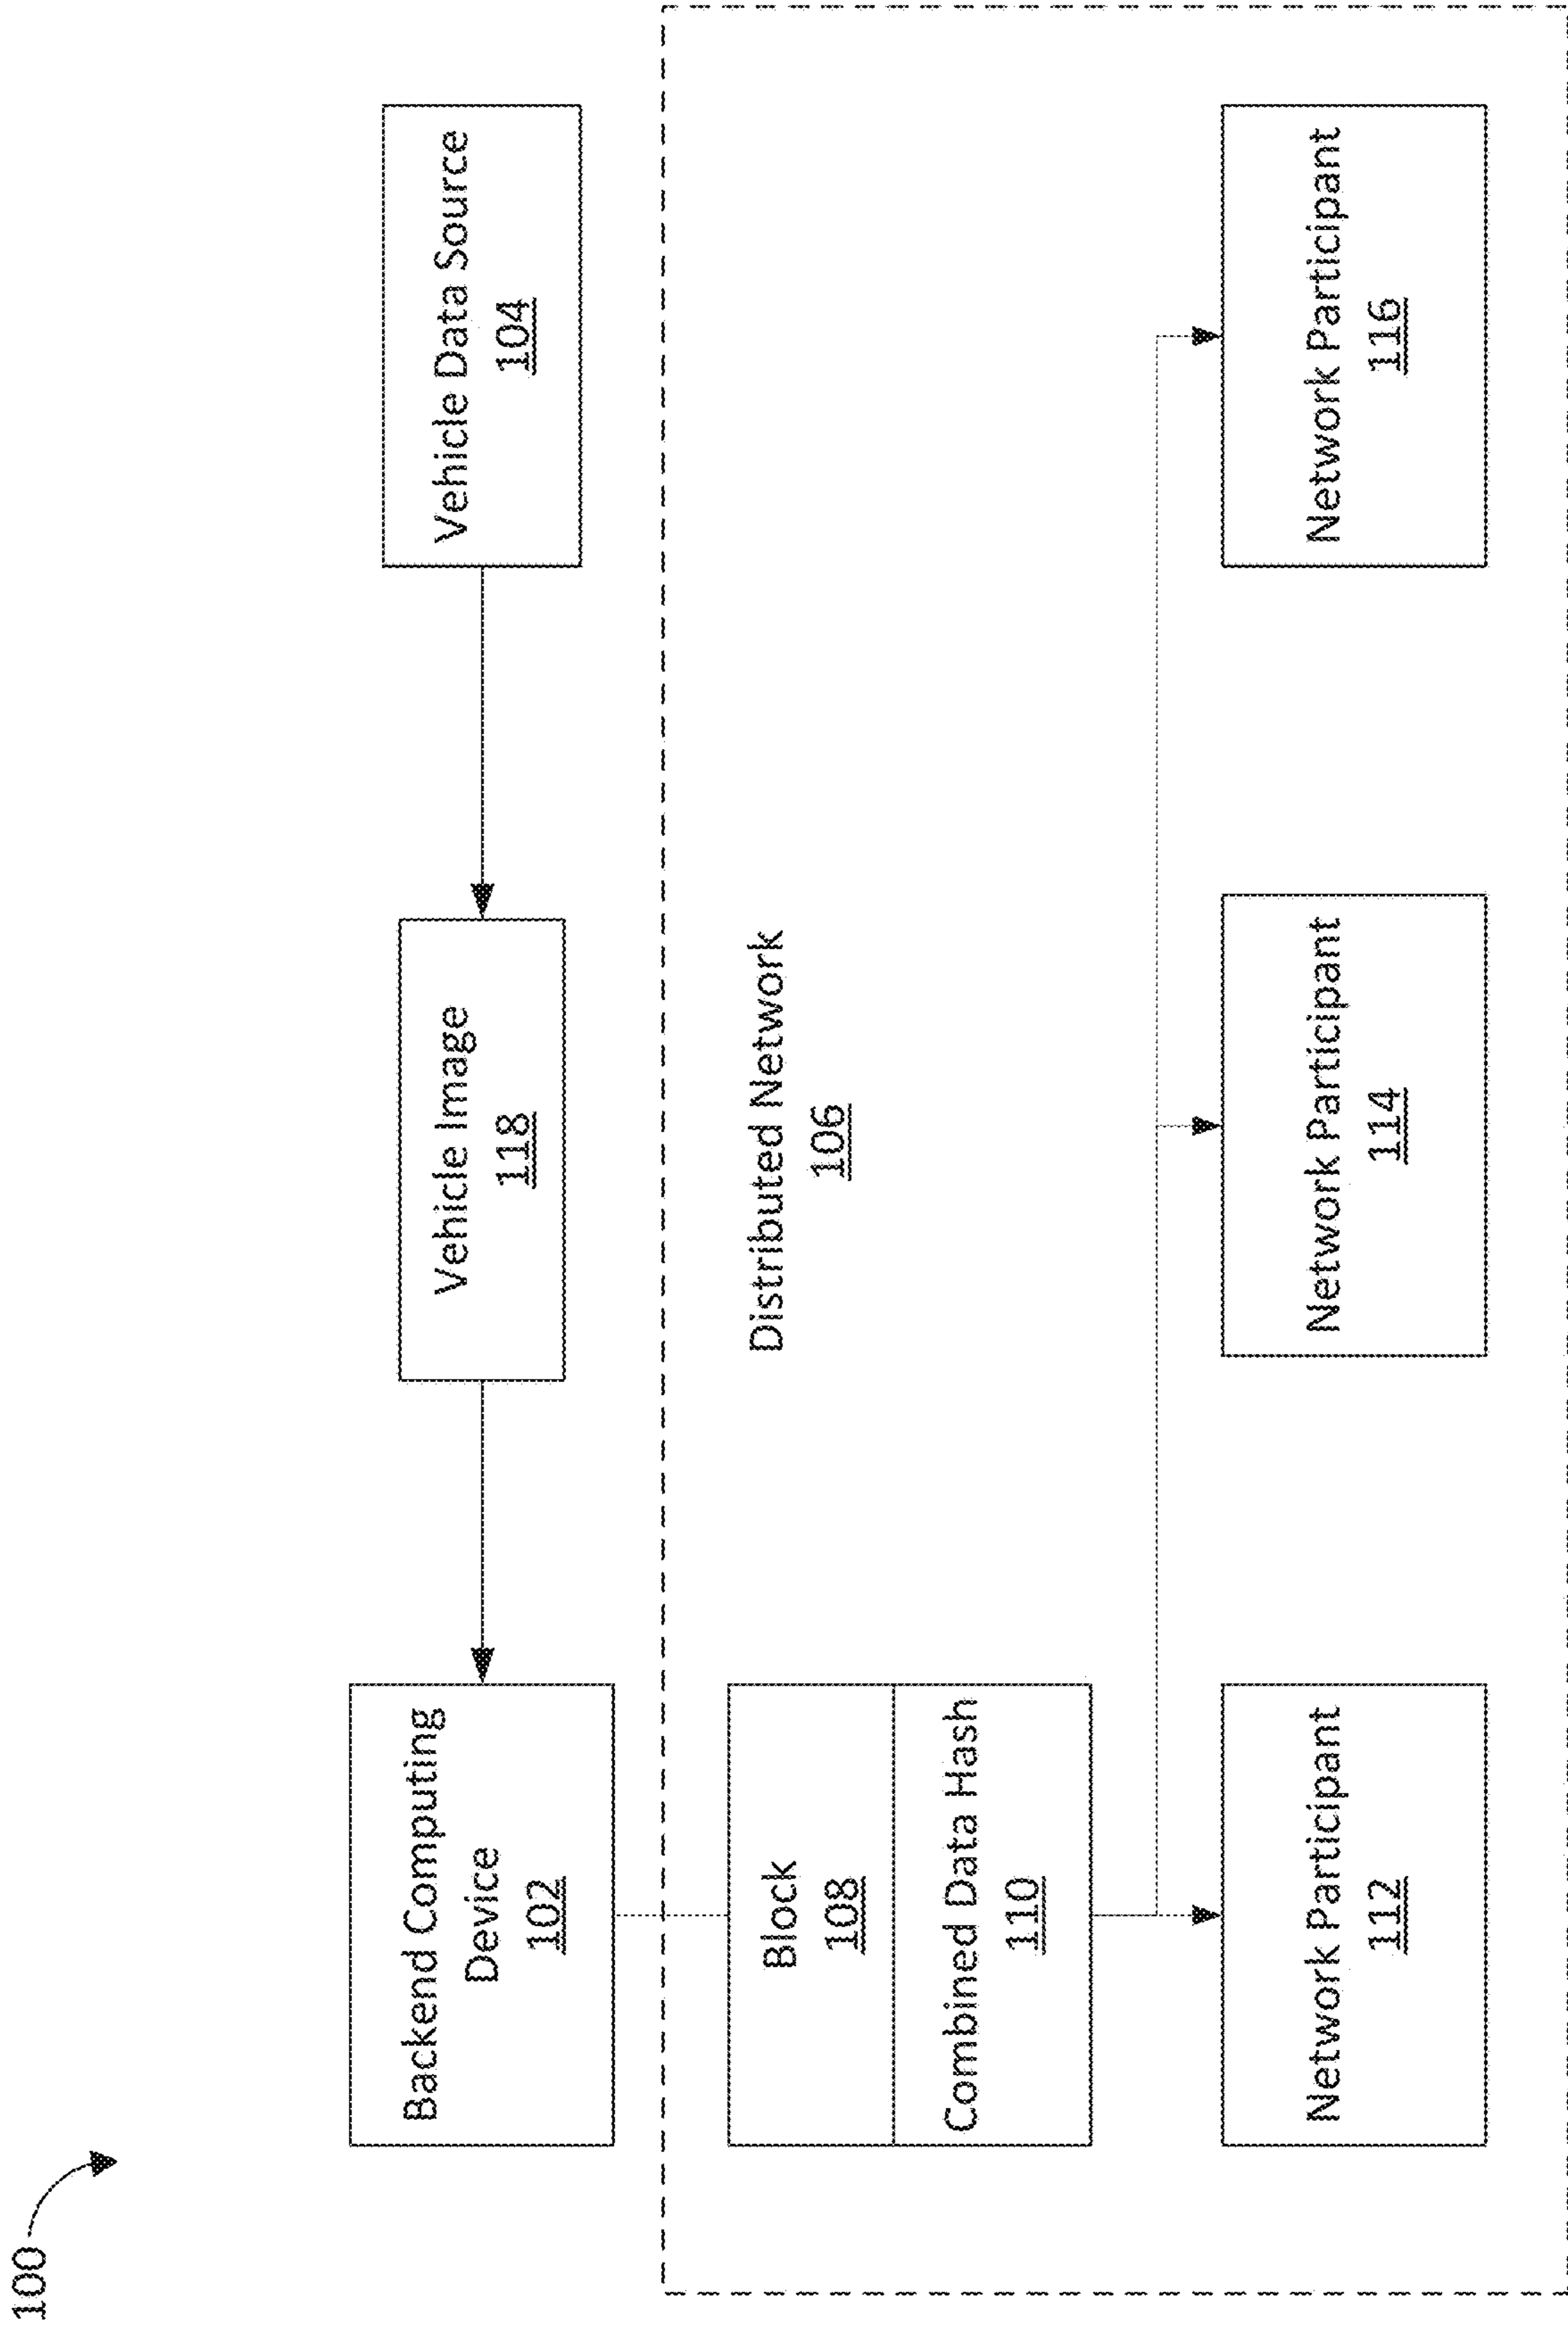 100
Backend Computing
Device
102
Vehicle Image
118
Vehicle Data Source
104
Distributed Network
106
Block
108
Combined Data Hash
110
Network Participant
112
Network Participant
114
Network Participant
116